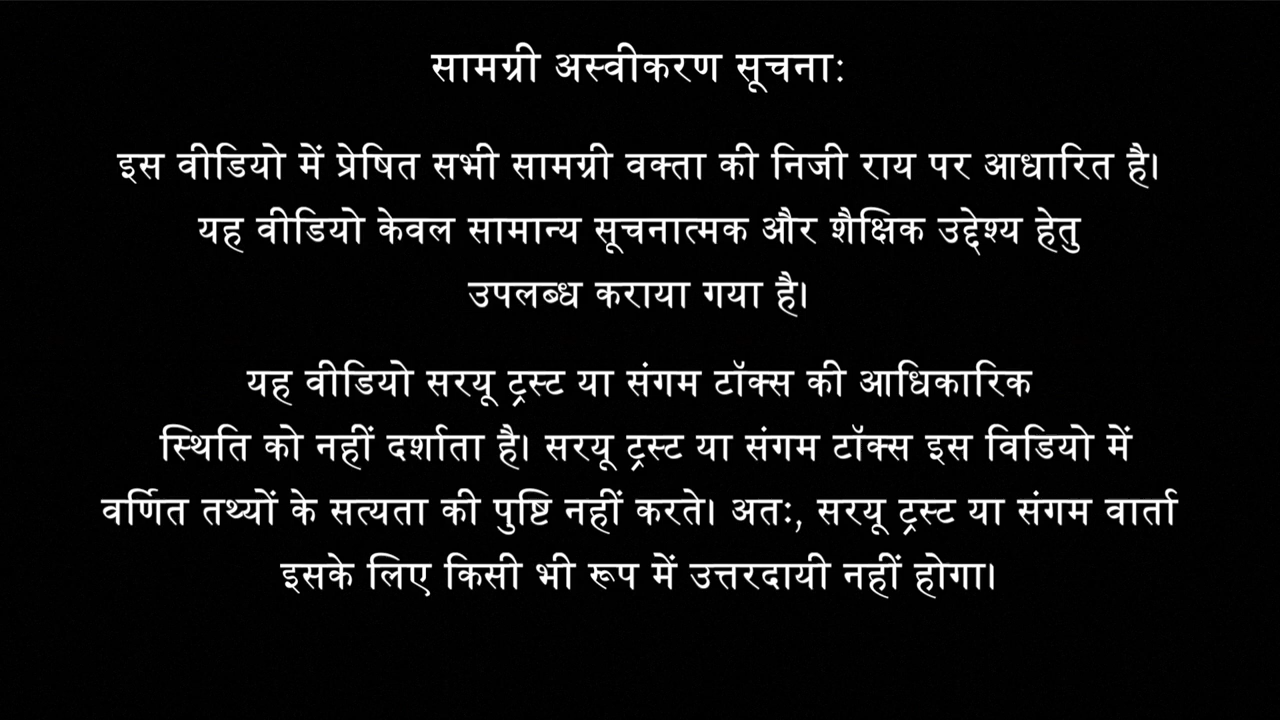 सामग्री अस्वीकरण सूचना:
इस वीडियो में प्रेषित सभी सामग्री वक्ता की निजी राय पर आधारित है।
यह वीडियो केवल सामान्य सूचनात्मक और शैक्षिक उद्देश्य हेतु
उपलब्ध कराया गया है।
यह वीडियो सरयू ट्रस्ट या संगम टॉक्स की आधिकारिक
स्थिति को नहीं दर्शाता है। सरयू ट्रस्ट या संगम टॉक्स इस विडियो में
वर्णित तथ्यों के सत्यता की पुष्टि नहीं करते। अत:, सरयू ट्रस्ट या संगम वार्ता
इसके लिए किसी भी रूप में उत्तरदायी नहीं होगा।